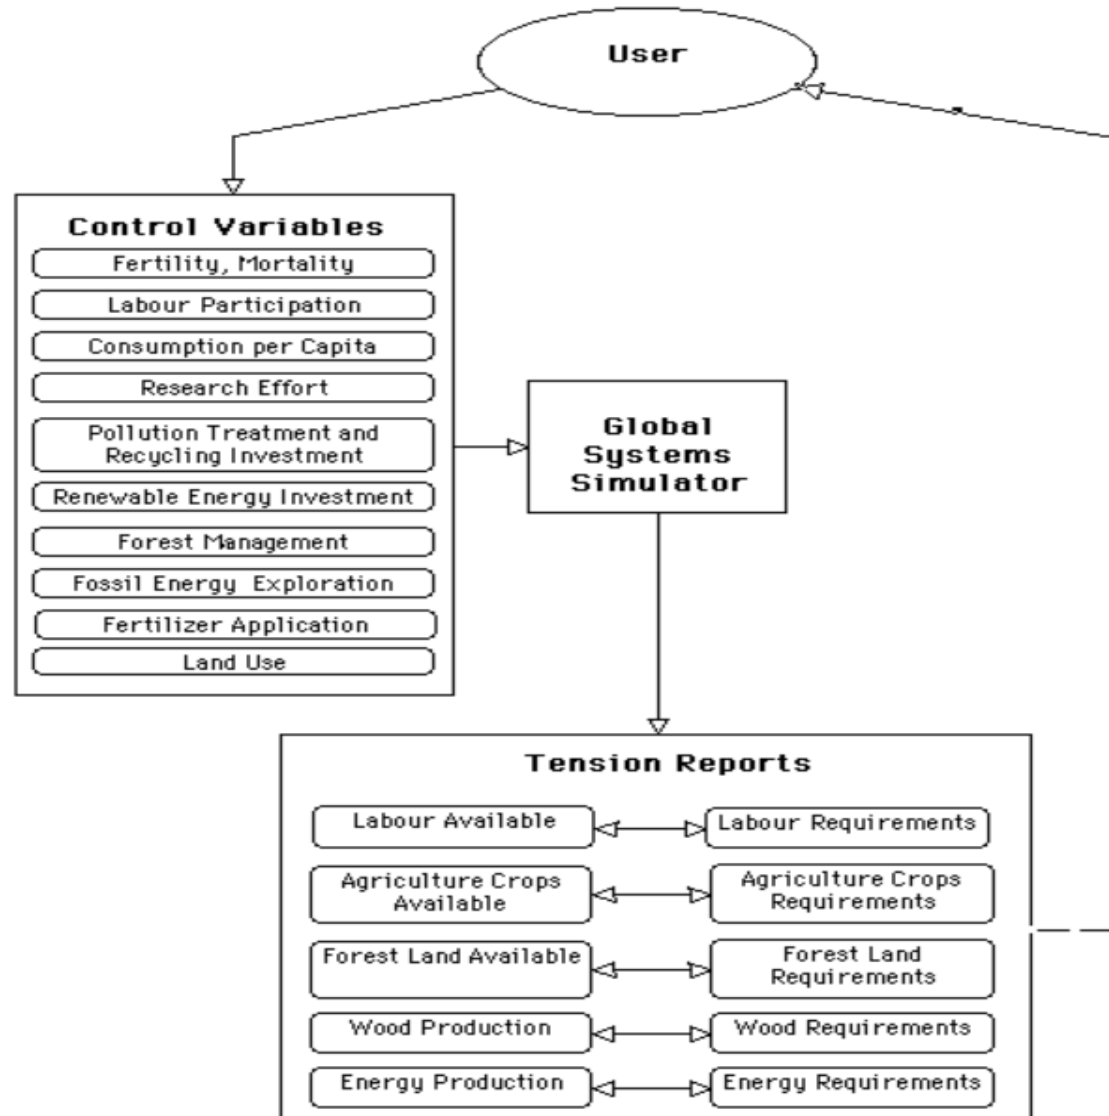 User
Control Variables
Fertility, Mortality
Labour Participation
Consumption per Capita
Research Effort
Pollution Treatment and
Recycling Investment
Renewable Energy Investment
Forest Management
Fossil Energy Exploration
Fertilizer Application
Land Use
Global
Systems
Simulator
Tension Reports
Labour Available
Labour Requirements
Agriculture Crops
Available
Agriculture Crops
Requirements
Forest Land Available
Forest Land
Requirements
Wood Production
Wood Requirements
Energy Production
Energy Requirements